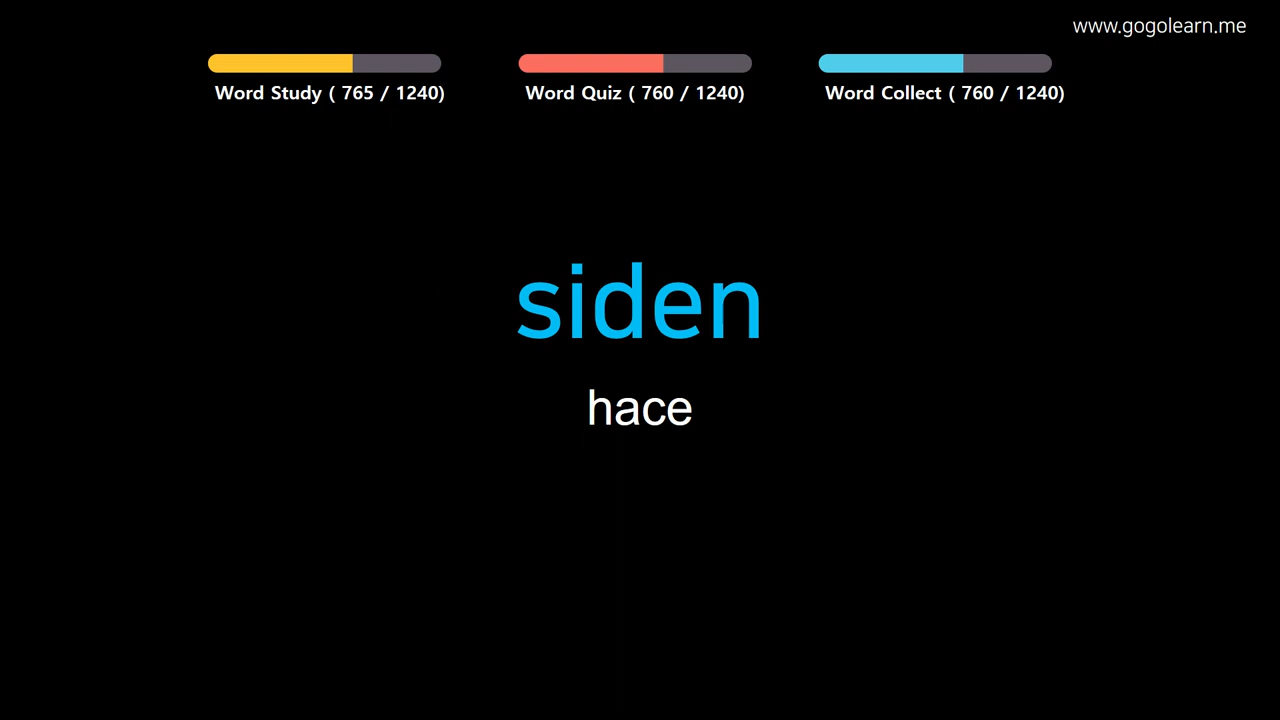 www.gogolearn.me
Word Study ( 765 / 1240)
Word Quiz ( 760 / 1240)
Word Collect ( 760 / 1240)
siden
hace